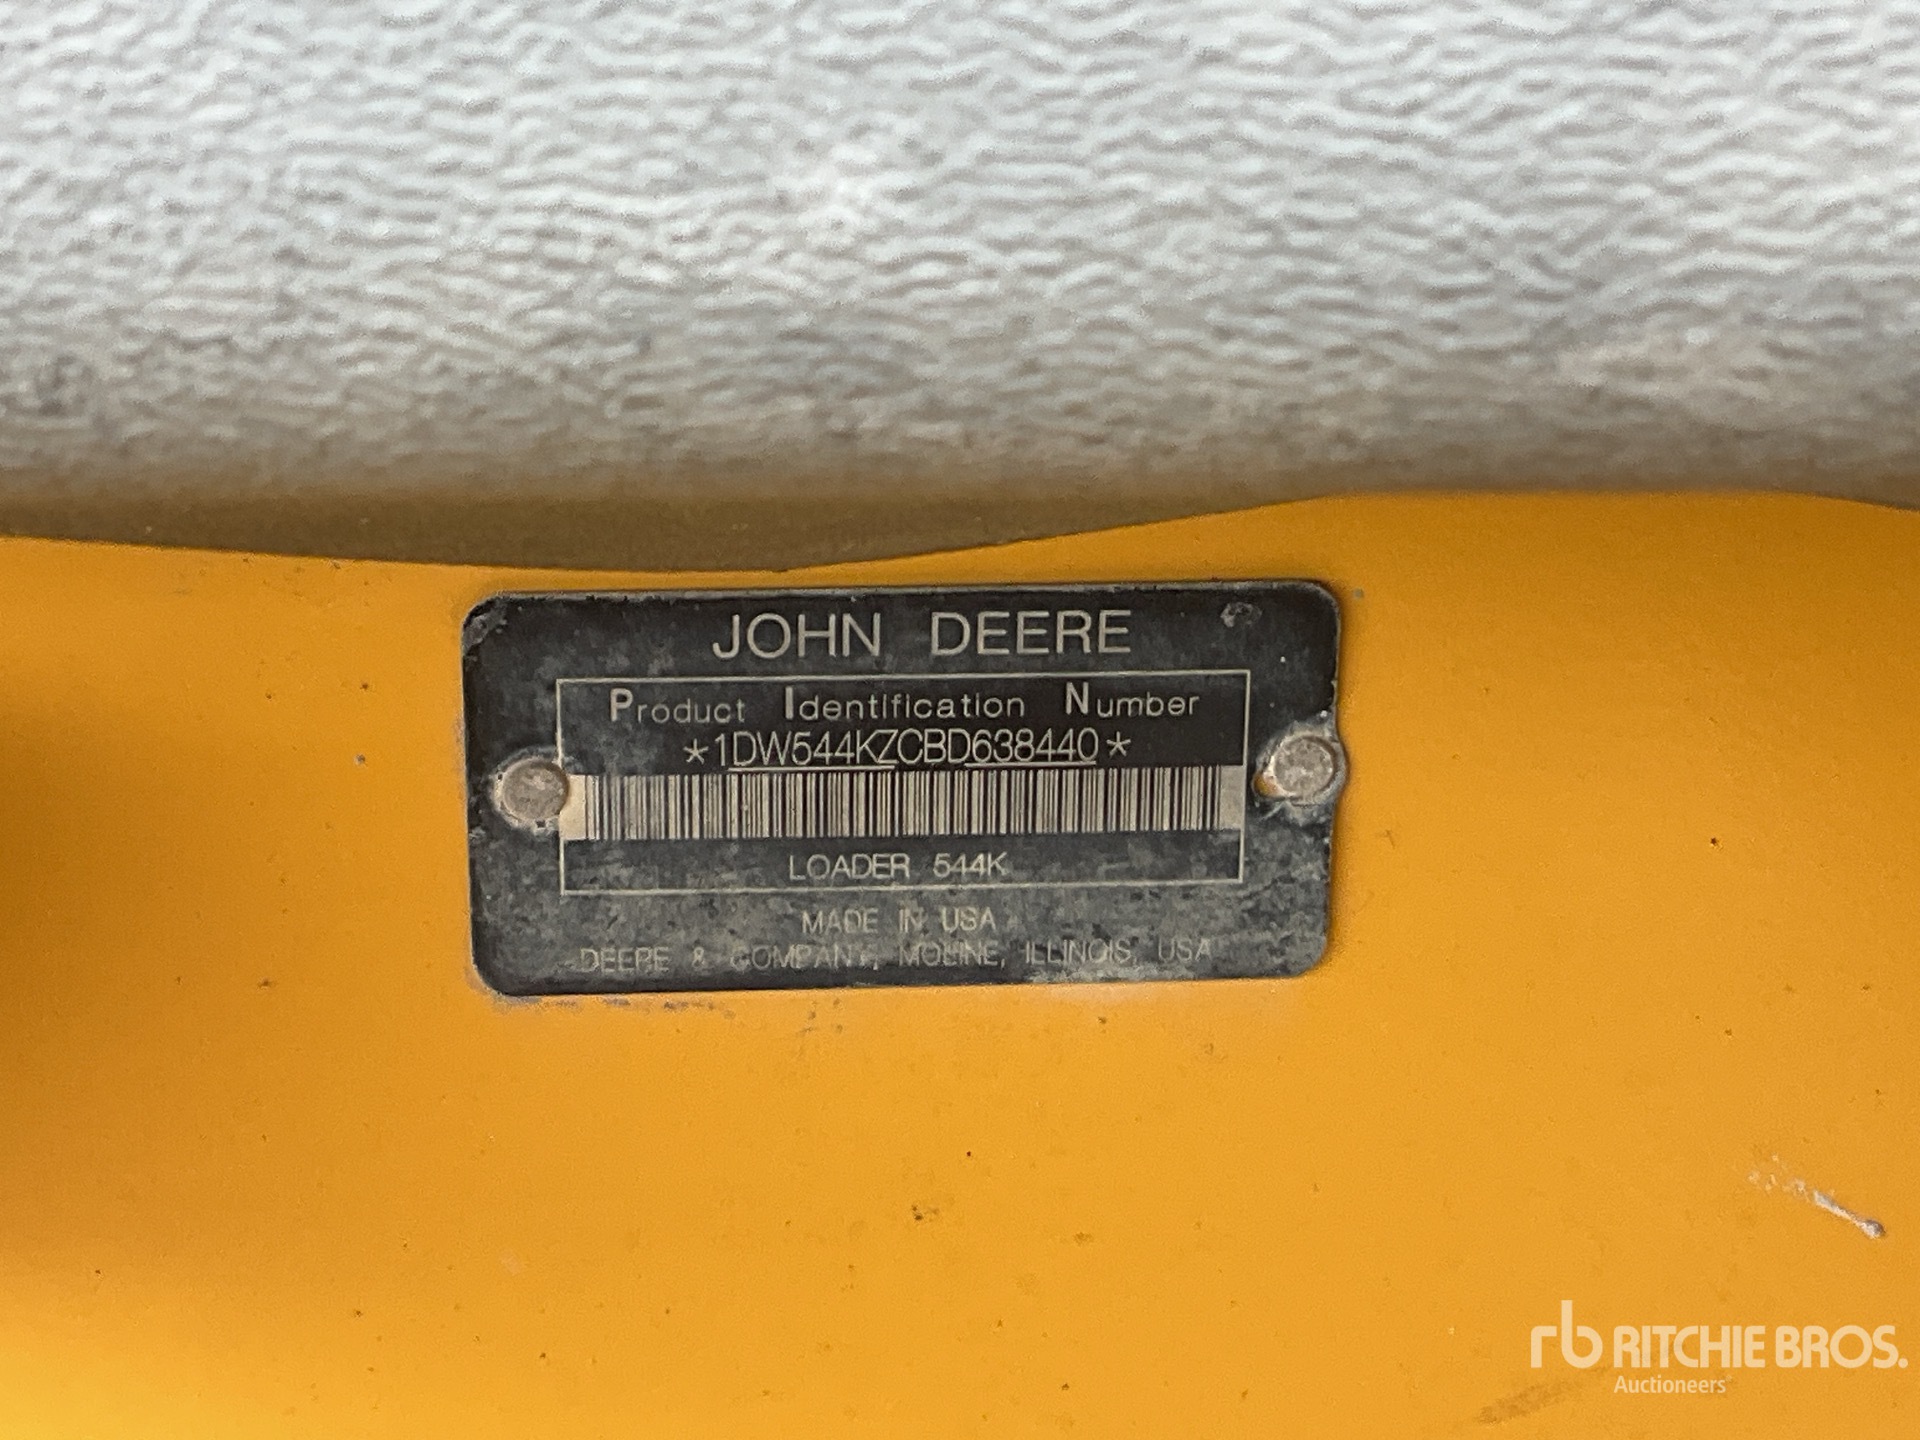 JOHN DEERE
Product Identification Number
*1DW544KZCBD638440*
LOADER 544K
MADE IN USA
DEERE & COMPANY, MOLINE, ILLINOIS, USA
rb RITCHIE BROS.
Auctioneers